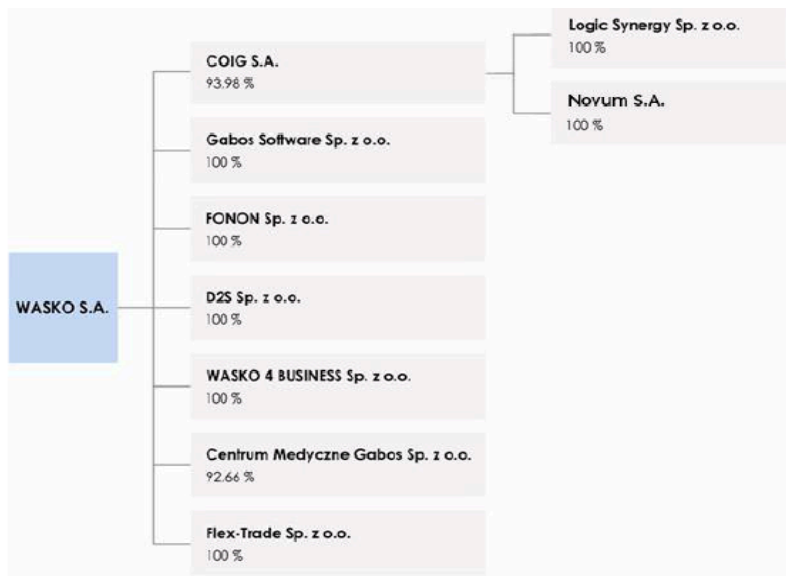 WASKO S.A.
COIG S.A.
93.98 %
Gabos Software Sp. z o.o.
100 %
FONON Sp. z o.o.
100 %
D2S Sp. z o.o.
100 %
WASKO 4 BUSINESS Sp. z o.o.
100 %
Centrum Medyczne Gabos Sp. z o.o.
92.66 %
Flex-Trade Sp. z o.o.
100 %
Logic Synergy Sp. z o.o.
100 %
Novum S.A.
100 %